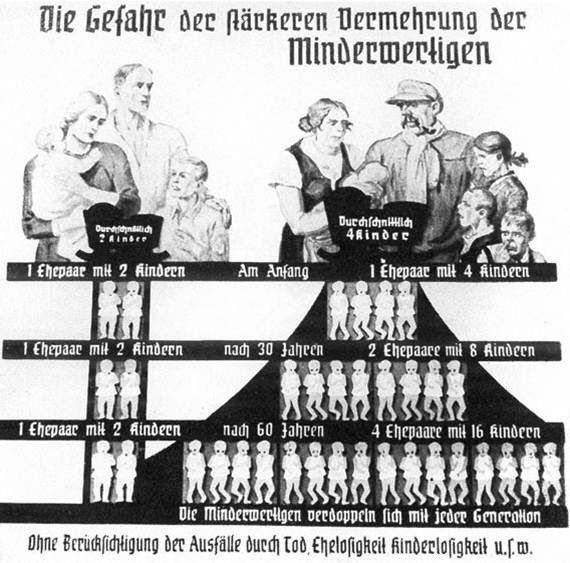 Die Gefahr der stärkeren Vermehrung der
Minderwertigen
Durchschnittlich
2 Kinder
Durchschnittlich
4 Kinder
1 Ehepaar mit 2 Kindern Am Anfang 1 Ehepaar mit 4 Kindern
1 Ehepaar mit 2 Kindern nach 30 Jahren 2 Ehepaare mit 8 Kindern
1 Ehepaar mit 2 Kindern nach 60 Jahren 4 Ehepaare mit 16 Kindern
Die Minderwertigen verdoppeln sich mit jeder Generation
Ohne Berücksichtigung der Ausfälle durch Tod, Ehelosigkeit Kinderlosigkeit u.s.w.